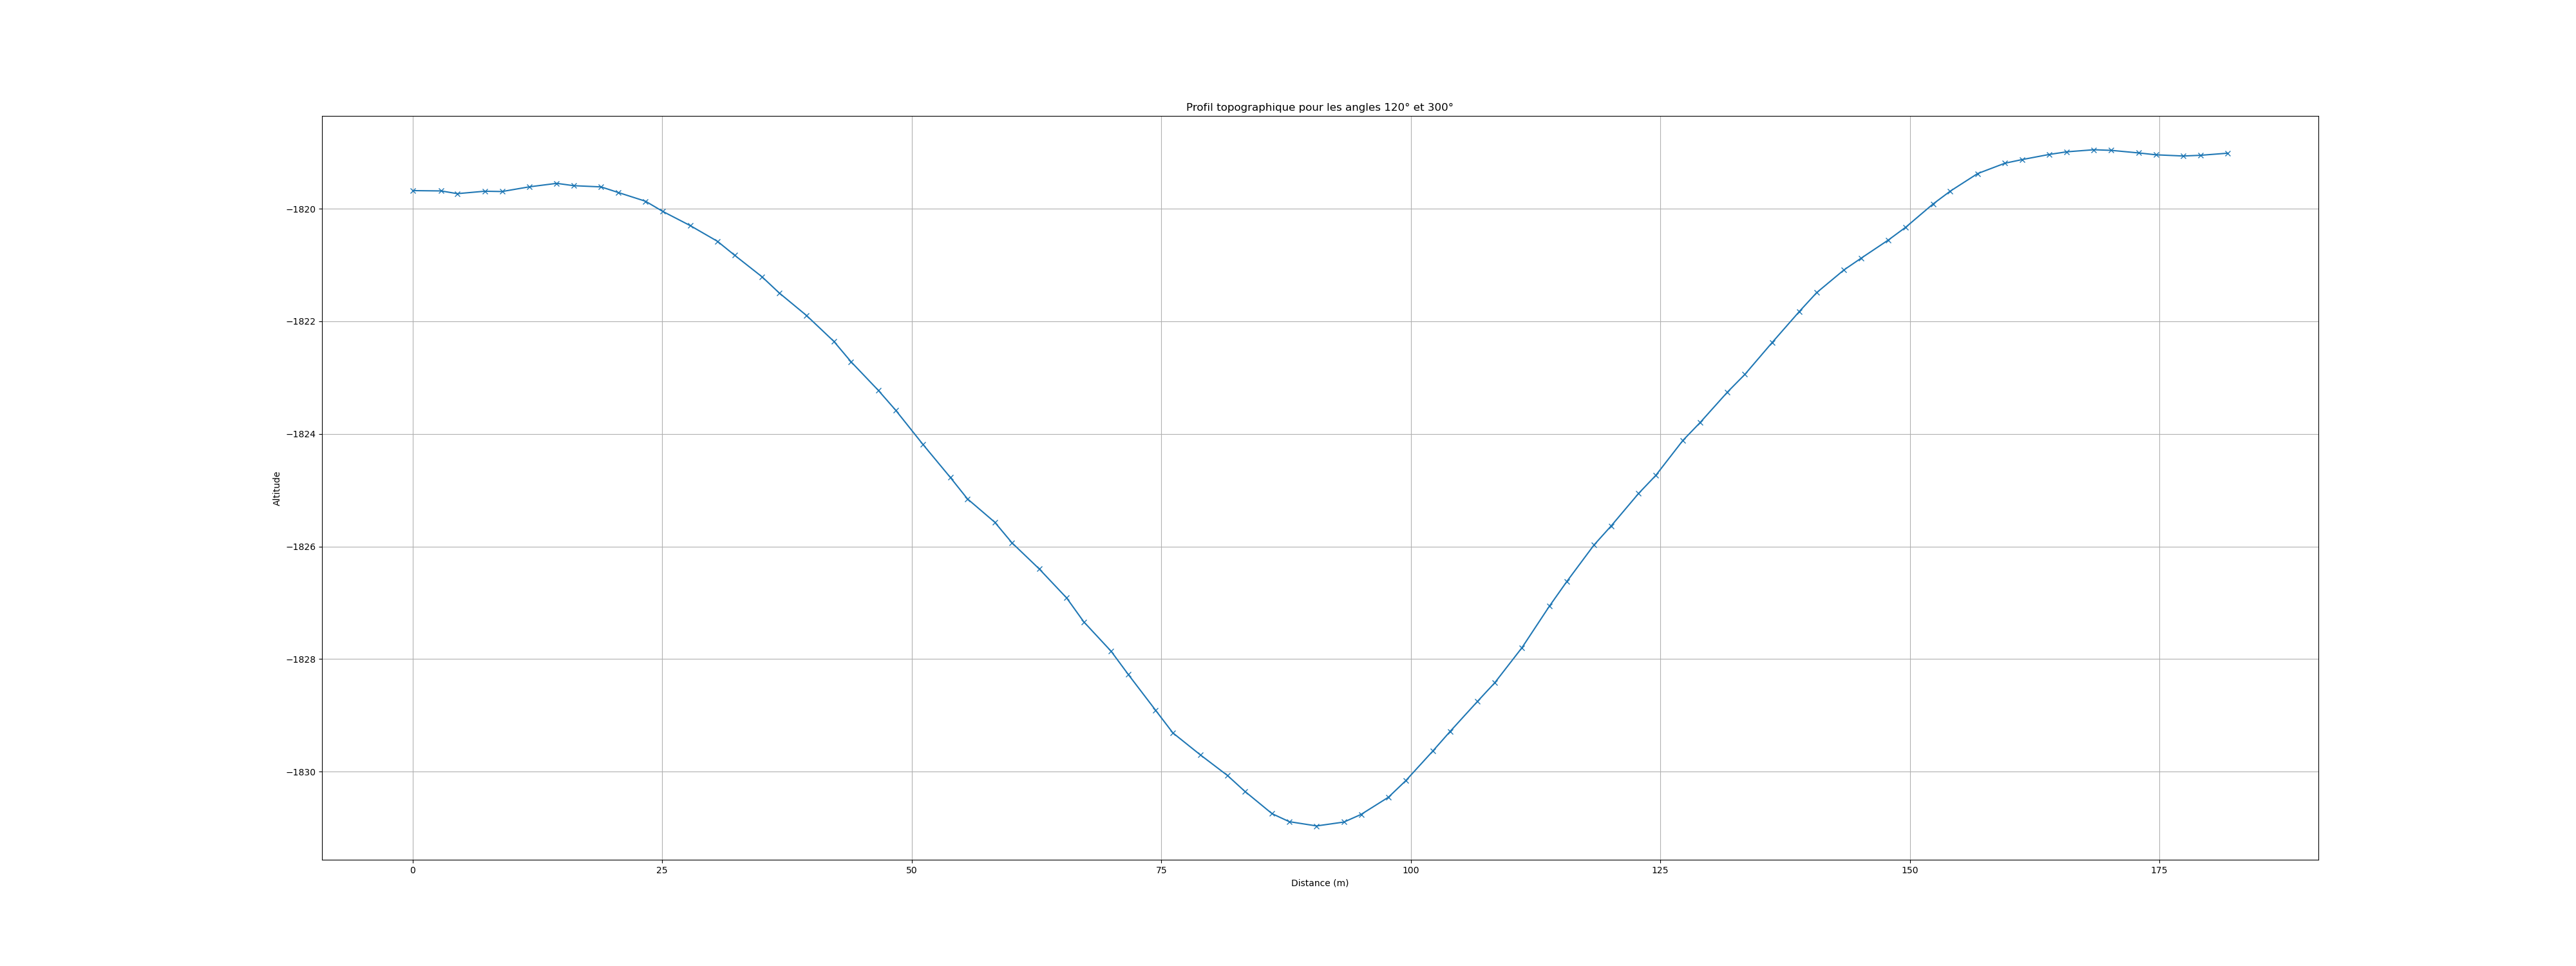 Profil topographique pour les angles 120° et 300°
−1820
−1822
−1824
−1826
−1828
−1830
Altitude
0 25 50 75 100 125 150 175
Distance (m)